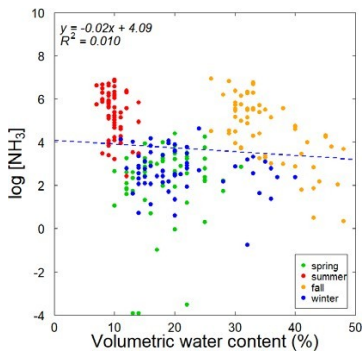 y = -0.02x + 4.09
R² = 0.010
log [NH₃]
10
8
6
4
2
0
-2
-4
0 10 20 30 40 50
Volumetric water content (%)
spring
summer
fall
winter